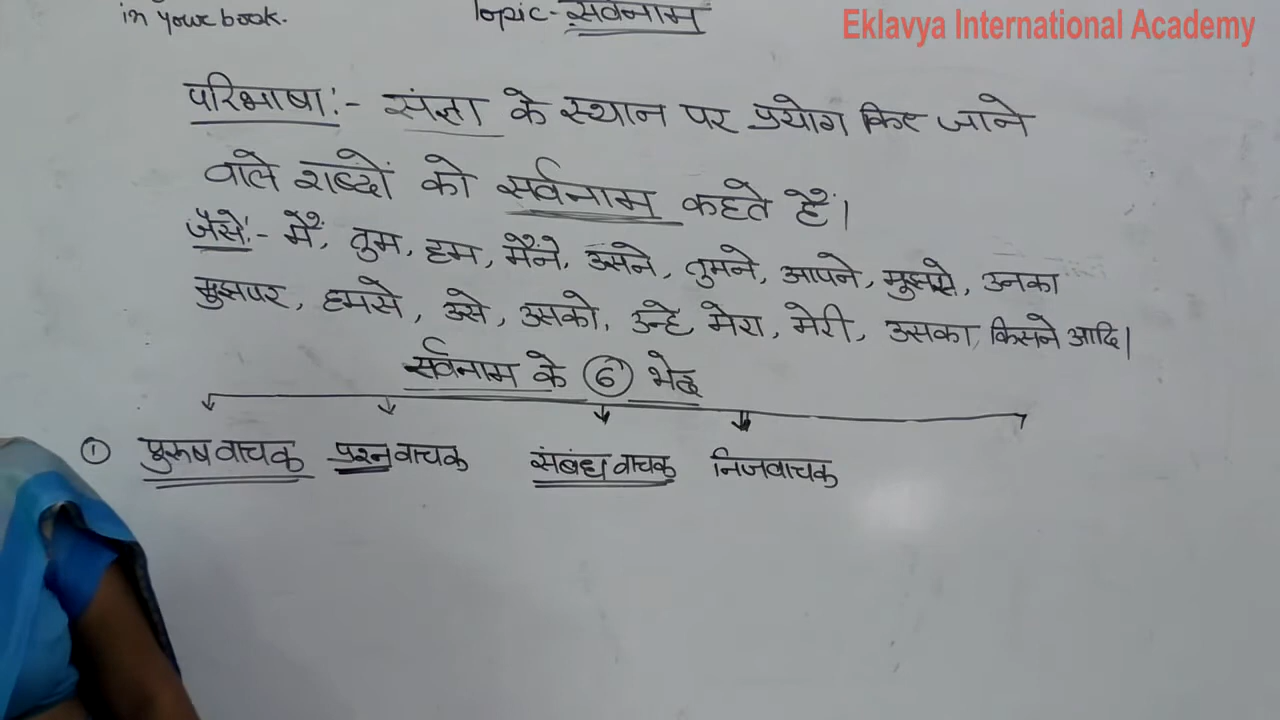 in your book.
Topic- सर्वनाम
Eklavya International Academy
परिभाषा:- संज्ञा के स्थान पर प्रयोग किए जाने
वाले शब्दों को सर्वनाम कहते हैं।
जैसे:- मैं, तुम, हम, मैंने, उसने, तुमने, आपने, मुझसे, उनका
मुझपर, हमसे, उसे, उसको, उन्हे, मेरा, मेरी, उसका, किसने आदि।
सर्वनाम के 6 भेद
① पुरुषवाचक प्रश्नवाचक संबंधवाचक निजवाचक